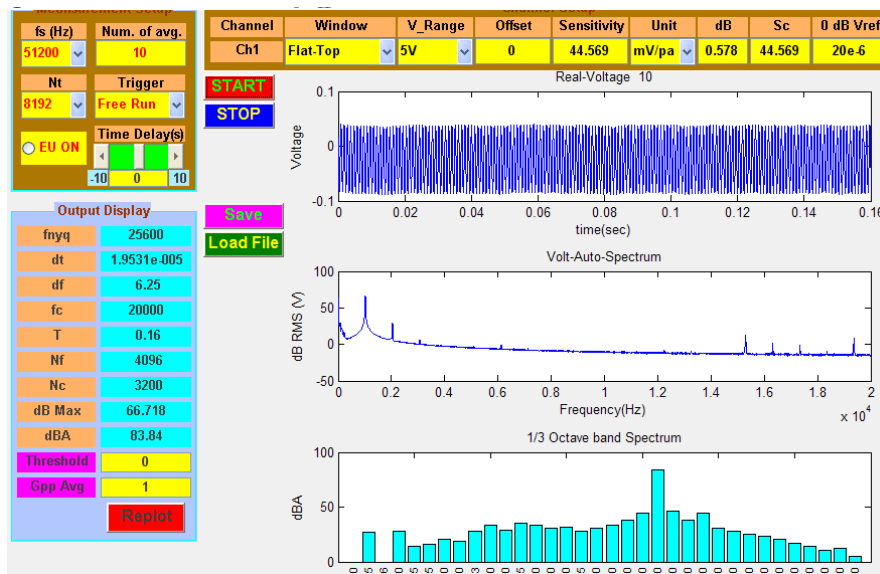 Measurement Setup
fs (Hz) Num. of avg.
51200 10
Nt Trigger
8192 Free Run
EU ON Time Delay(s)
-10 0 10
Channel Window V_Range Offset Sensitivity Unit dB Sc 0 dB Vref
Ch1 Flat-Top 5V 0 44.569 mV/pa 0.578 44.569 20e-6
START
STOP
Save
Load File
Output Display
fnyq 25600
dt 1.9531e-005
df 6.25
fc 20000
T 0.16
Nf 4096
Nc 3200
dB Max 66.718
dBA 83.84
Threshold 0
Gpp Avg 1
Replot
Real-Voltage 10
Voltage
0.1
0
-0.1
0 0.02 0.04 0.06 0.08 0.1 0.12 0.14 0.16
time(sec)
Volt-Auto-Spectrum
dB RMS (V)
100
50
0
-50
0 0.2 0.4 0.6 0.8 1 1.2 1.4 1.6 1.8 2
Frequency(Hz)
x 10^4
1/3 Octave band Spectrum
dBA
100
50
0